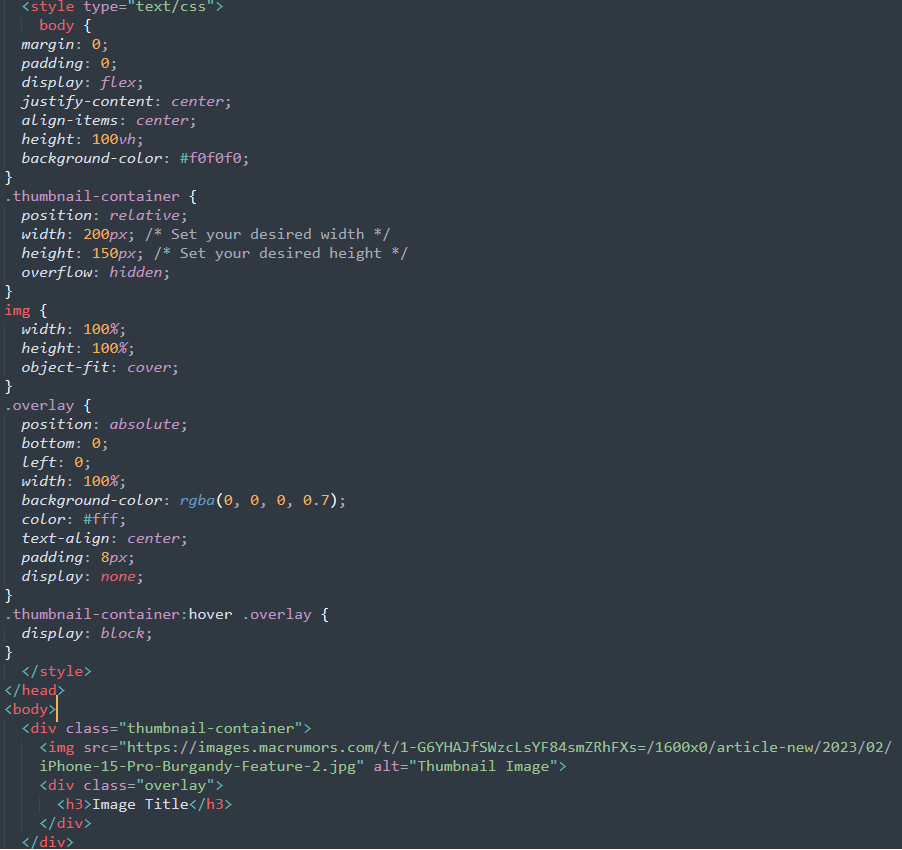 <style type="text/css">
body {
margin: 0;
padding: 0;
display: flex;
justify-content: center;
align-items: center;
height: 100vh;
background-color: #f0f0f0;
}
.thumbnail-container {
position: relative;
width: 200px; /* Set your desired width */
height: 150px; /* Set your desired height */
overflow: hidden;
}
img {
width: 100%;
height: 100%;
object-fit: cover;
}
.overlay {
position: absolute;
bottom: 0;
left: 0;
width: 100%;
background-color: rgba(0, 0, 0, 0.7);
color: #fff;
text-align: center;
padding: 8px;
display: none;
}
.thumbnail-container:hover .overlay {
display: block;
}
</style>
</head>
<body>
<div class="thumbnail-container">
<img src="https://images.macrumors.com/t/1-G6YHAJfSWzcLsYF84smZRhFXs=/1600x0/article-new/2023/02/
iPhone-15-Pro-Burgandy-Feature-2.jpg" alt="Thumbnail Image">
<div class="overlay">
<h3>Image Title</h3>
</div>
</div>